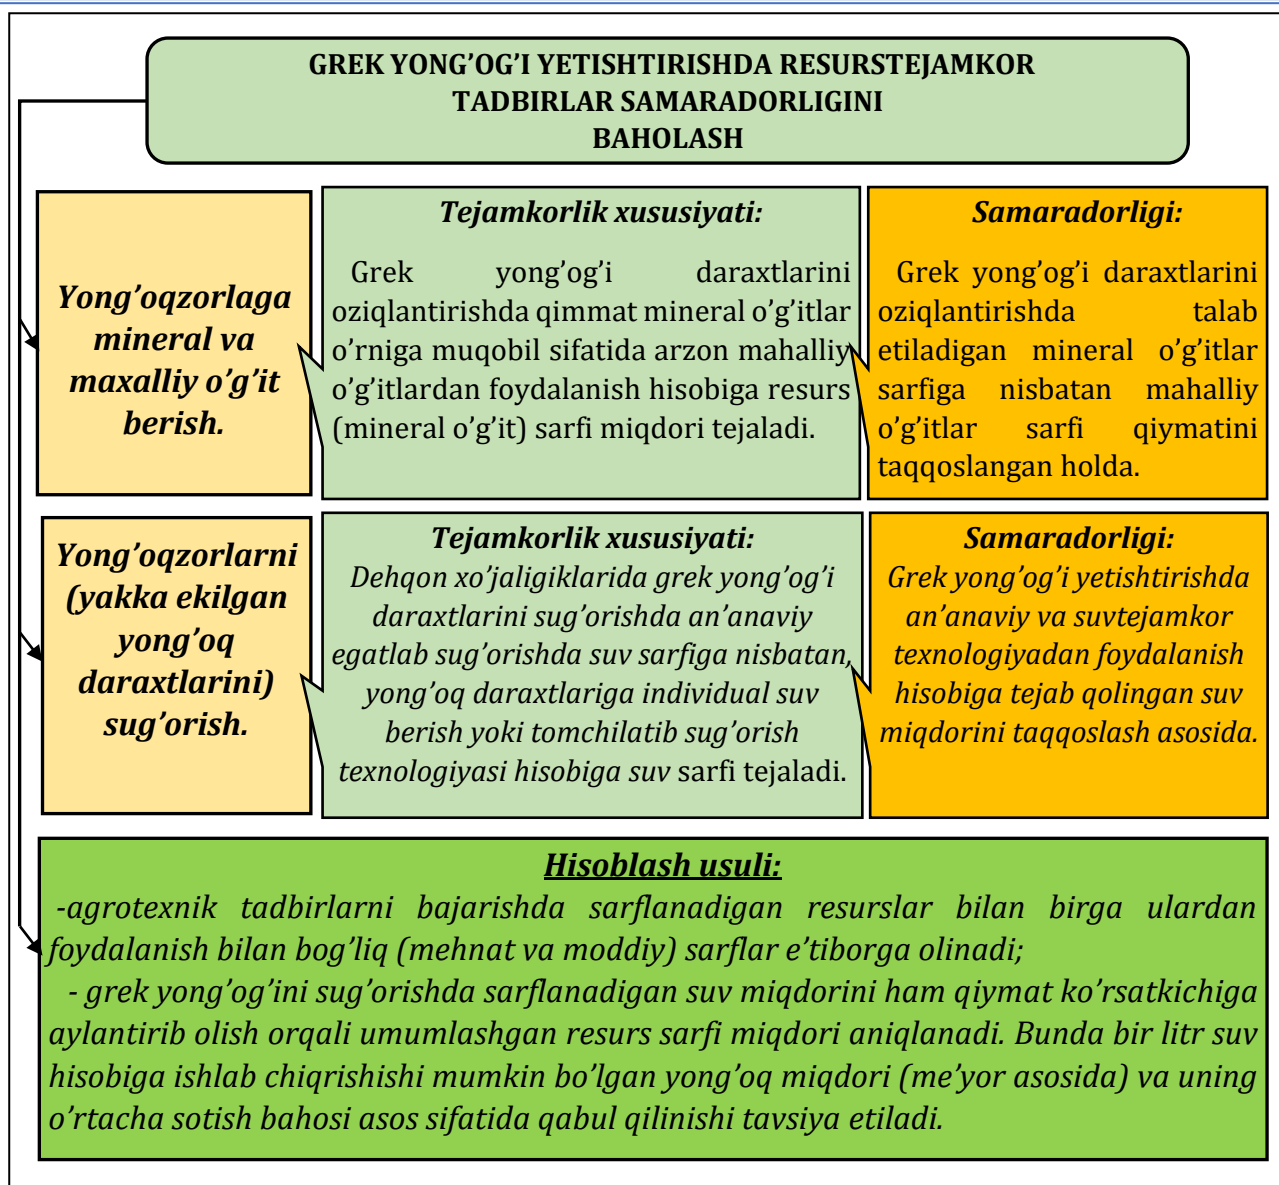 GREK YONG’OG’I YETISHTIRISHDA RESURSTEJAMKOR
TADBIRLAR SAMARADORLIGINI
BAHOLASH
Yong’oqzorlaga
mineral va
maxalliy o’g’it
berish.
Tejamkorlik xususiyati:
Grek yong’og’i daraxtlarini
oziqlantirishda qimmat mineral o’g’itlar
o’rniga muqobil sifatida arzon mahalliy
o’g’itlardan foydalanish hisobiga resurs
(mineral o’g’it) sarfi miqdori tejaladi.
Samaradorligi:
Grek yong’og’i daraxtlarini
oziqlantirishda talab
etiladigan mineral o’g’itlar
sarfiga nisbatan mahalliy
o’g’itlar sarfi qiymatini
taqqoslangan holda.
Yong’oqzorlarni
(yakka ekilgan
yong’oq
daraxtlarini)
sug’orish.
Tejamkorlik xususiyati:
Dehqon xo’jaligiklarida grek yong’og’i
daraxtlarini sug’orishda an’anaviy
egatlab sug’orishda suv sarfiga nisbatan,
yong’oq daraxtlariga individual suv
berish yoki tomchilatib sug’orish
texnologiyasi hisobiga suv sarfi tejaladi.
Samaradorligi:
Grek yong’og’i yetishtirishda
an’anaviy va suvtejamkor
texnologiyadan foydalanish
hisobiga tejab qolingan suv
miqdorini taqqoslash asosida.
Hisoblash usuli:
-agrotexnik tadbirlarni bajarishda sarflanadigan resurslar bilan birga ulardan
foydalanish bilan bog’liq (mehnat va moddiy) sarflar e’tiborga olinadi;
- grek yong’og’ini sug’orishda sarflanadigan suv miqdorini ham qiymat ko’rsatkichiga
aylantirib olish orqali umumlashgan resurs sarfi miqdori aniqlanadi. Bunda bir litr suv
hisobiga ishlab chiqrishishi mumkin bo’lgan yong’oq miqdori (me’yor asosida) va uning
o’rtacha sotish bahosi asos sifatida qabul qilinishi tavsiya etiladi.